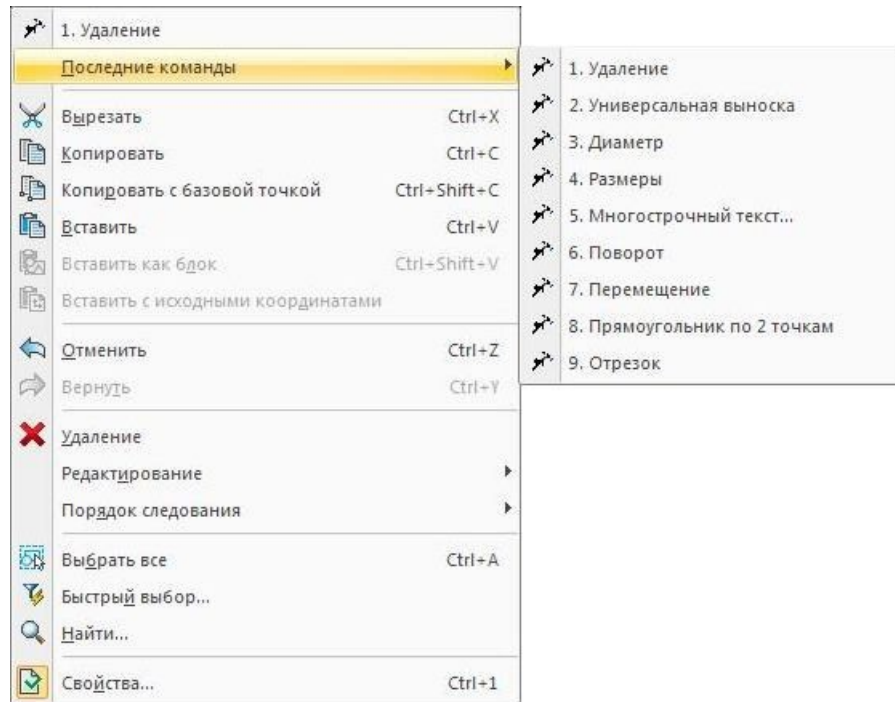 1. Удаление
Последние команды
Вырезать Ctrl+X
Копировать Ctrl+C
Копировать с базовой точкой Ctrl+Shift+C
Вставить Ctrl+V
Вставить как блок Ctrl+Shift+V
Вставить с исходными координатами
Отменить Ctrl+Z
Вернуть Ctrl+Y
Удаление
Редактирование
Порядок следования
Выбрать все Ctrl+A
Быстрый выбор...
Найти...
Свойства... Ctrl+1
1. Удаление
2. Универсальная выноска
3. Диаметр
4. Размеры
5. Многострочный текст...
6. Поворот
7. Перемещение
8. Прямоугольник по 2 точкам
9. Отрезок